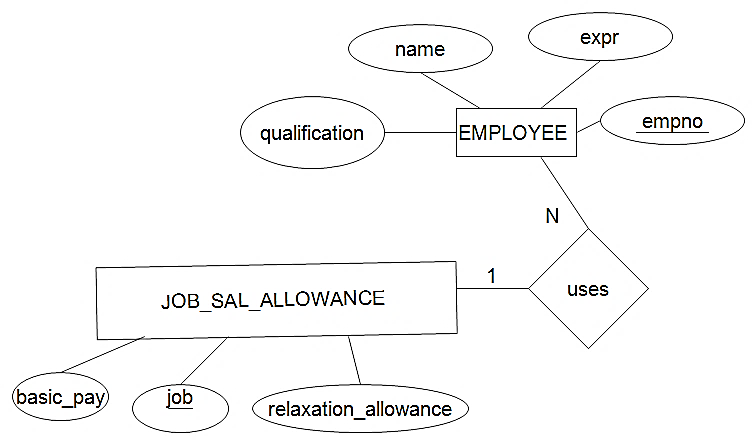 name
expr
qualification
EMPLOYEE
empno
N
1
uses
JOB_SAL_ALLOWANCE
basic_pay
job
relaxation_allowance